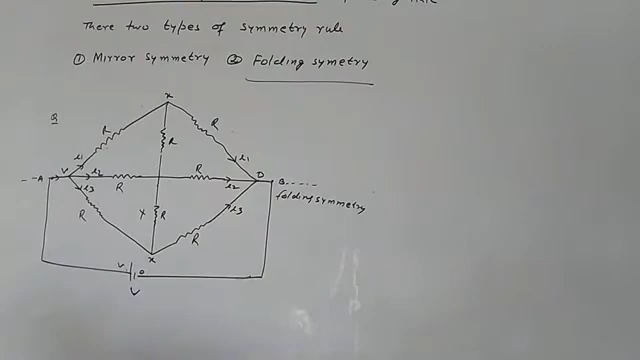 There two types of symmetry rule
① Mirror symmetry ② Folding symetry
Q
x
R R
R
i1 i1
--A V i2 R R i2 D B-----
i3 i3
folding symmetry
R Y R R
x
V 0
V